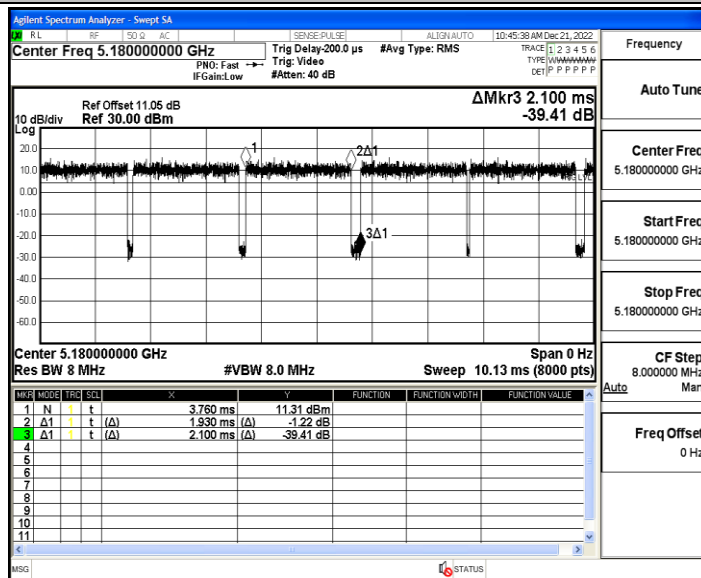 Agilent Spectrum Analyzer - Swept SA
RL RF 50 Ω AC SENSE:PULSE ALIGN AUTO 10:45:38 AM Dec 21, 2022
Center Freq 5.180000000 GHz
PNO: Fast
IFGain:Low
Trig Delay-200.0 µs
Trig: Video
#Atten: 40 dB
#Avg Type: RMS
TRACE 1 2 3 4 5 6
TYPE
DET P P P P P P
Ref Offset 11.05 dB
10 dB/div Ref 30.00 dBm
Log
ΔMkr3 2.100 ms
-39.41 dB
20.0
10.0
0.00
-10.0
-20.0
-30.0
-40.0
-50.0
-60.0
1
2Δ1
3Δ1
Center 5.180000000 GHz Span 0 Hz
Res BW 8 MHz #VBW 8.0 MHz Sweep 10.13 ms (8000 pts)
MKR MODE TRC SCL X Y FUNCTION FUNCTION WIDTH FUNCTION VALUE
1 N t 3.760 ms 11.31 dBm
2 Δ1 t (Δ) 1.930 ms (Δ) -1.22 dB
3 Δ1 t (Δ) 2.100 ms (Δ) -39.41 dB
4
5
6
7
8
9
10
11
MSG STATUS
Frequency
Auto Tune
Center Freq
5.180000000 GHz
Start Freq
5.180000000 GHz
Stop Freq
5.180000000 GHz
CF Step
8.000000 MHz
Auto Man
Freq Offset
0 Hz